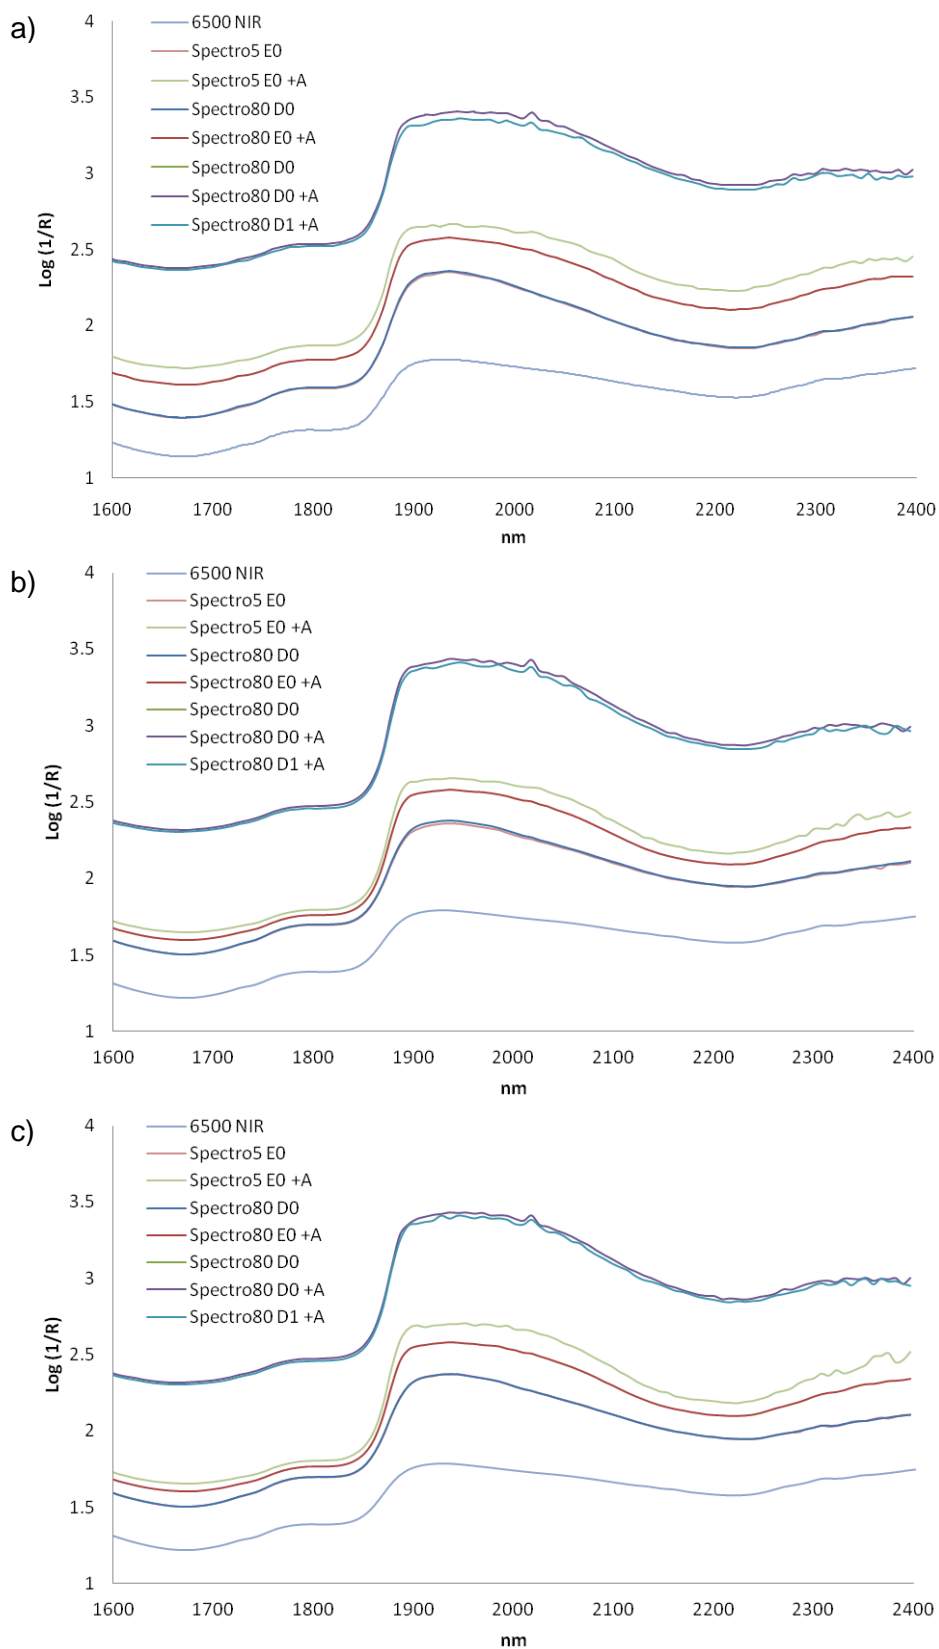 a)
6500 NIR
Spectro5 E0
Spectro5 E0 +A
Spectro80 D0
Spectro80 E0 +A
Spectro80 D0
Spectro80 D0 +A
Spectro80 D1 +A
Log (1/R)
4
3.5
3
2.5
2
1.5
1
1600 1700 1800 1900 2000 2100 2200 2300 2400
nm
b)
6500 NIR
Spectro5 E0
Spectro5 E0 +A
Spectro80 D0
Spectro80 E0 +A
Spectro80 D0
Spectro80 D0 +A
Spectro80 D1 +A
Log (1/R)
4
3.5
3
2.5
2
1.5
1
1600 1700 1800 1900 2000 2100 2200 2300 2400
nm
c)
6500 NIR
Spectro5 E0
Spectro5 E0 +A
Spectro80 D0
Spectro80 E0 +A
Spectro80 D0
Spectro80 D0 +A
Spectro80 D1 +A
Log (1/R)
4
3.5
3
2.5
2
1.5
1
1600 1700 1800 1900 2000 2100 2200 2300 2400
nm